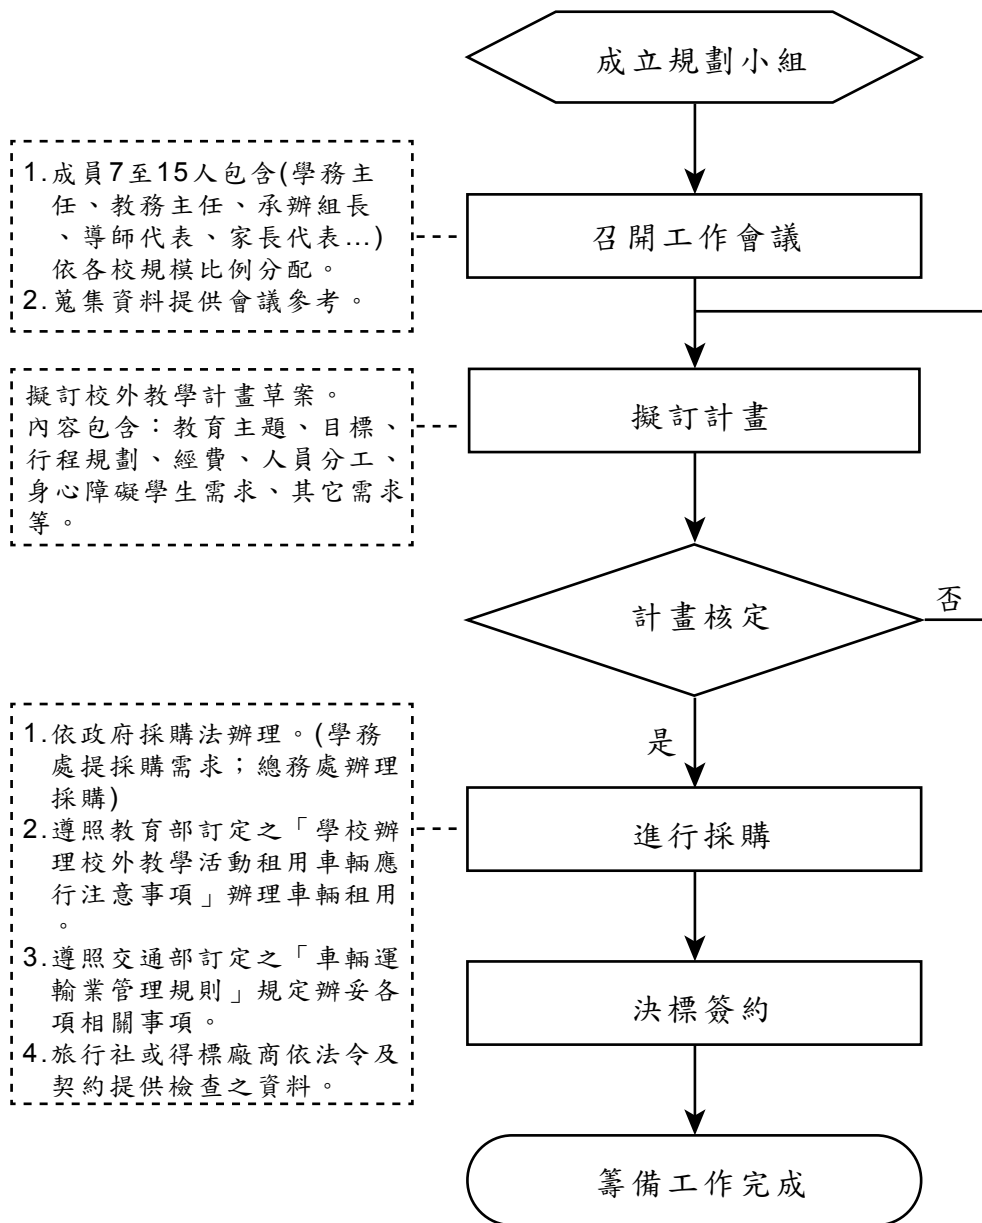 成立規劃小組
1.成員7至15人包含(學務主
任、教務主任、承辦組長
、導師代表、家長代表...)
依各校規模比例分配。
2.蒐集資料提供會議參考。
召開工作會議
擬訂校外教學計畫草案。
內容包含：教育主題、目標、
行程規劃、經費、人員分工、
身心障礙學生需求、其它需求
等。
擬訂計畫
計畫核定
否
是
1.依政府採購法辦理。(學務
處提採購需求；總務處辦理
採購)
2.遵照教育部訂定之「學校辦
理校外教學活動租用車輛應
行注意事項」辦理車輛租用
。
3.遵照交通部訂定之「車輛運
輸業管理規則」規定辦妥各
項相關事項。
4.旅行社或得標廠商依法令及
契約提供檢查之資料。
進行採購
決標簽約
籌備工作完成